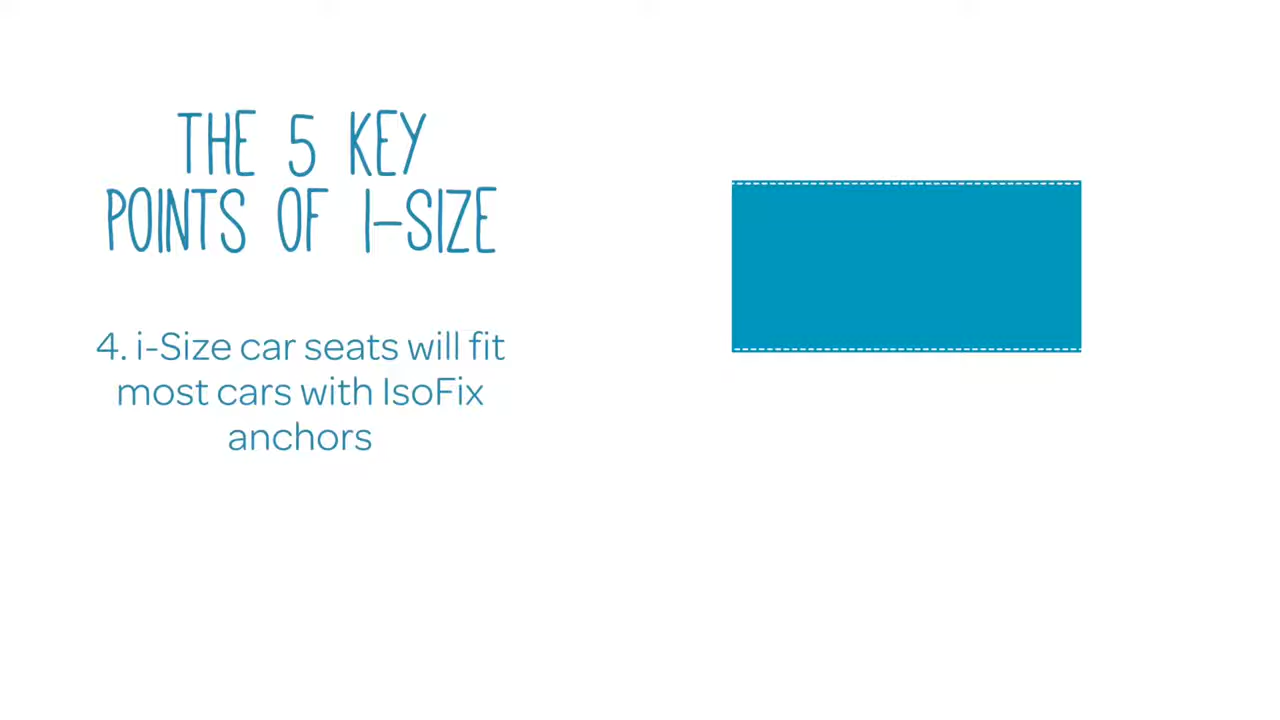 THE 5 KEY
POINTS OF I-SIZE
4. i-Size car seats will fit
most cars with IsoFix
anchors